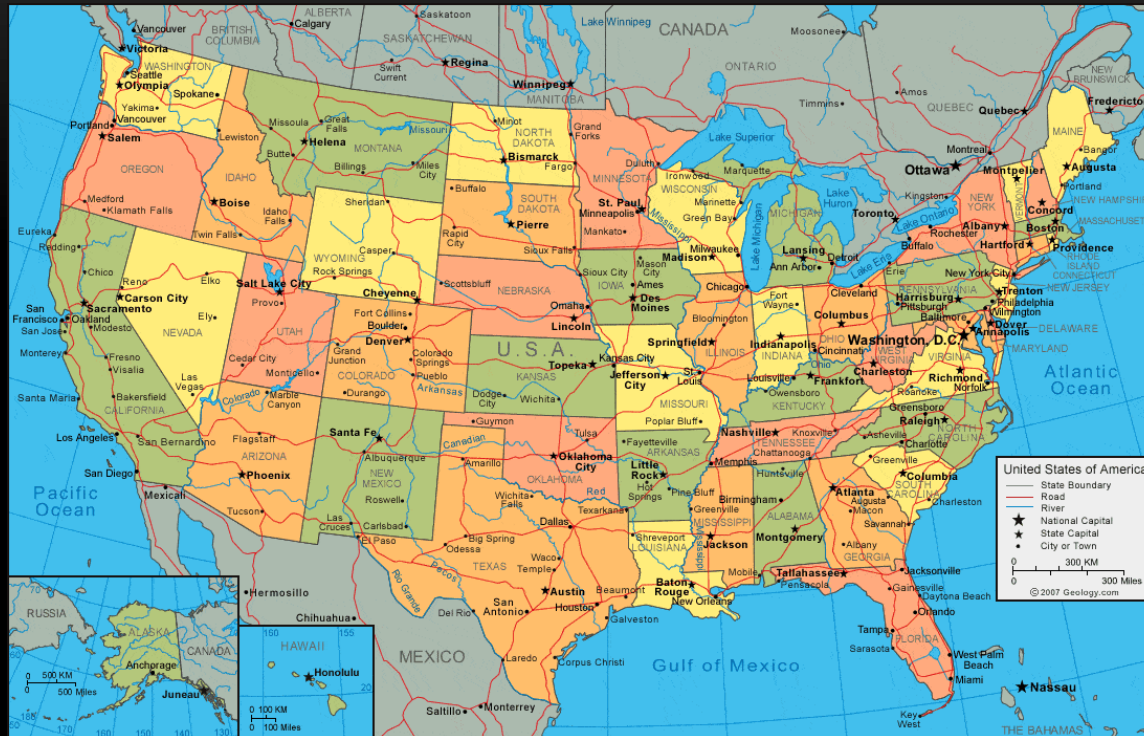 Vancouver
Victoria
BRITISH
COLUMBIA
ALBERTA
Calgary
Saskatoon
SASKATCHEWAN
Swift
Current
Regina
Lake Winnipeg
Winnipeg
MANITOBA
CANADA
ONTARIO
Moosonee
Timmins
Amos
QUEBEC
Quebec
NEW
BRUNSWICK
Fredericto
Montreal
Ottawa
Kingston
Toronto
WASHINGTON
Seattle
Olympia
Spokane
Yakima
Vancouver
Portland
Salem
OREGON
Medford
Klamath Falls
Lewiston
IDAHO
Boise
Idaho
Falls
Twin Falls
Missoula
Great
Falls
Helena
Butte
MONTANA
Missouri
Billings
Miles
City
Minot
NORTH
DAKOTA
Bismarck
Fargo
Grand
Forks
Buffalo
SOUTH
DAKOTA
Pierre
Rapid
City
Sioux Falls
MINNESOTA
Duluth
St. Paul
Minneapolis
Mankato
Mississippi
Lake Superior
Ironwood
Marquette
WISCONSIN
Mannette
Green Bay
Milwaukee
Madison
Lake Michigan
MICHIGAN
Lake
Huron
Lansing
Ann Arbor
Detroit
Lake Erie
Lake Ontario
Sheridan
WYOMING
Casper
Rock Springs
Cheyenne
Eureka
Redding
Chico
Sacramento
San
Francisco
Oakland
San Jose
Modesto
Monterey
Fresno
Visalia
Bakersfield
Santa Maria
CALIFORNIA
Los Angeles
San Bernardino
San Diego
Mexicali
Reno
Carson City
Elko
Ely
NEVADA
Las
Vegas
Salt Lake City
Provo
UTAH
Cedar City
Monticello
Fort Collins
Boulder
Denver
Grand
Junction
Colorado
Springs
COLORADO
Pueblo
Durango
Arkansas
Colorado
Marble
Canyon
Flagstaff
ARIZONA
Phoenix
Tucson
Santa Fe
Albuquerque
NEW
MEXICO
Roswell
Las
Cruces
Carlsbad
El Paso
Scottsbluff
NEBRASKA
Omaha
Lincoln
U.S.A.
Topeka
KANSAS
Dodge
City
Wichita
Sioux City
Mason
City
IOWA
Ames
Des
Moines
Kansas City
Jefferson
City
St.
Louis
MISSOURI
Poplar Bluff
Chicago
Bloomington
Springfield
ILLINOIS
Fort
Wayne
Indianapolis
INDIANA
Cleveland
Columbus
OHIO
Cincinnati
Ohio
Louisville
Frankfort
Owensboro
KENTUCKY
WEST
VIRGINIA
Charleston
Washington, D.C.
VIRGINIA
Richmond
Norfolk
Roanoke
Erie
PENNSYLVANIA
Harrisburg
Pittsburgh
Baltimore
Annapolis
Dover
DELAWARE
MARYLAND
Wilmington
Philadelphia
Trenton
NEW JERSEY
New York City
NEW
YORK
Albany
Rochester
Buffalo
Hartford
CONNECTICUT
RHODE
ISLAND
Providence
Boston
MASSACHUSET
Concord
NEW HAMPSHIR
VERMONT
Montpelier
MAINE
Bangor
Augusta
Portland
Guymon
Canadian
Tulsa
Oklahoma
City
OKLAHOMA
Red
Amarillo
Wichita
Falls
Dallas
Big Spring
Odessa
TEXAS
Waco
Temple
Pecos
Rio Grande
Austin
San
Antonio
Del Rio
Houston
Beaumont
Galveston
Laredo
Corpus Christi
Fayetteville
ARKANSAS
Little
Rock
Hot
Springs
Pine Bluff
Texarkana
Shreveport
LOUISIANA
Baton
Rouge
New Orleans
Greenville
MISSISSIPPI
Mississippi
Jackson
Nashville
Knoxville
TENNESSEE
Chattanooga
Memphis
Huntsville
Birmingham
ALABAMA
Montgomery
Mobile
Atlanta
Augusta
Macon
Savannah
Albany
GEORGIA
Greensboro
Raleigh
Asheville
Charlotte
NORTH
CAROLINA
Greenville
Columbia
SOUTH
CAROLINA
Charleston
Tallahassee
Pensacola
Jacksonville
Gainesville
Daytona Beach
Orlando
Tampa
FLORIDA
Sarasota
West Palm
Beach
Miami
Key
West
Nassau
THE BAHAMAS
Pacific
Ocean
Atlantic
Ocean
Gulf of Mexico
MEXICO
Hermosillo
Chihuahua
Saltillo
Monterrey
RUSSIA
ALASKA
CANADA
Anchorage
Juneau
0 500 KM
0 500 Miles
180
170
160
150
140
130
HAWAII
150
155
20
Honolulu
0 100 KM
0 100 Miles
United States of America
State Boundary
Road
River
National Capital
State Capital
City or Town
0 300 KM
0 300 Miles
© 2007 Geology.com